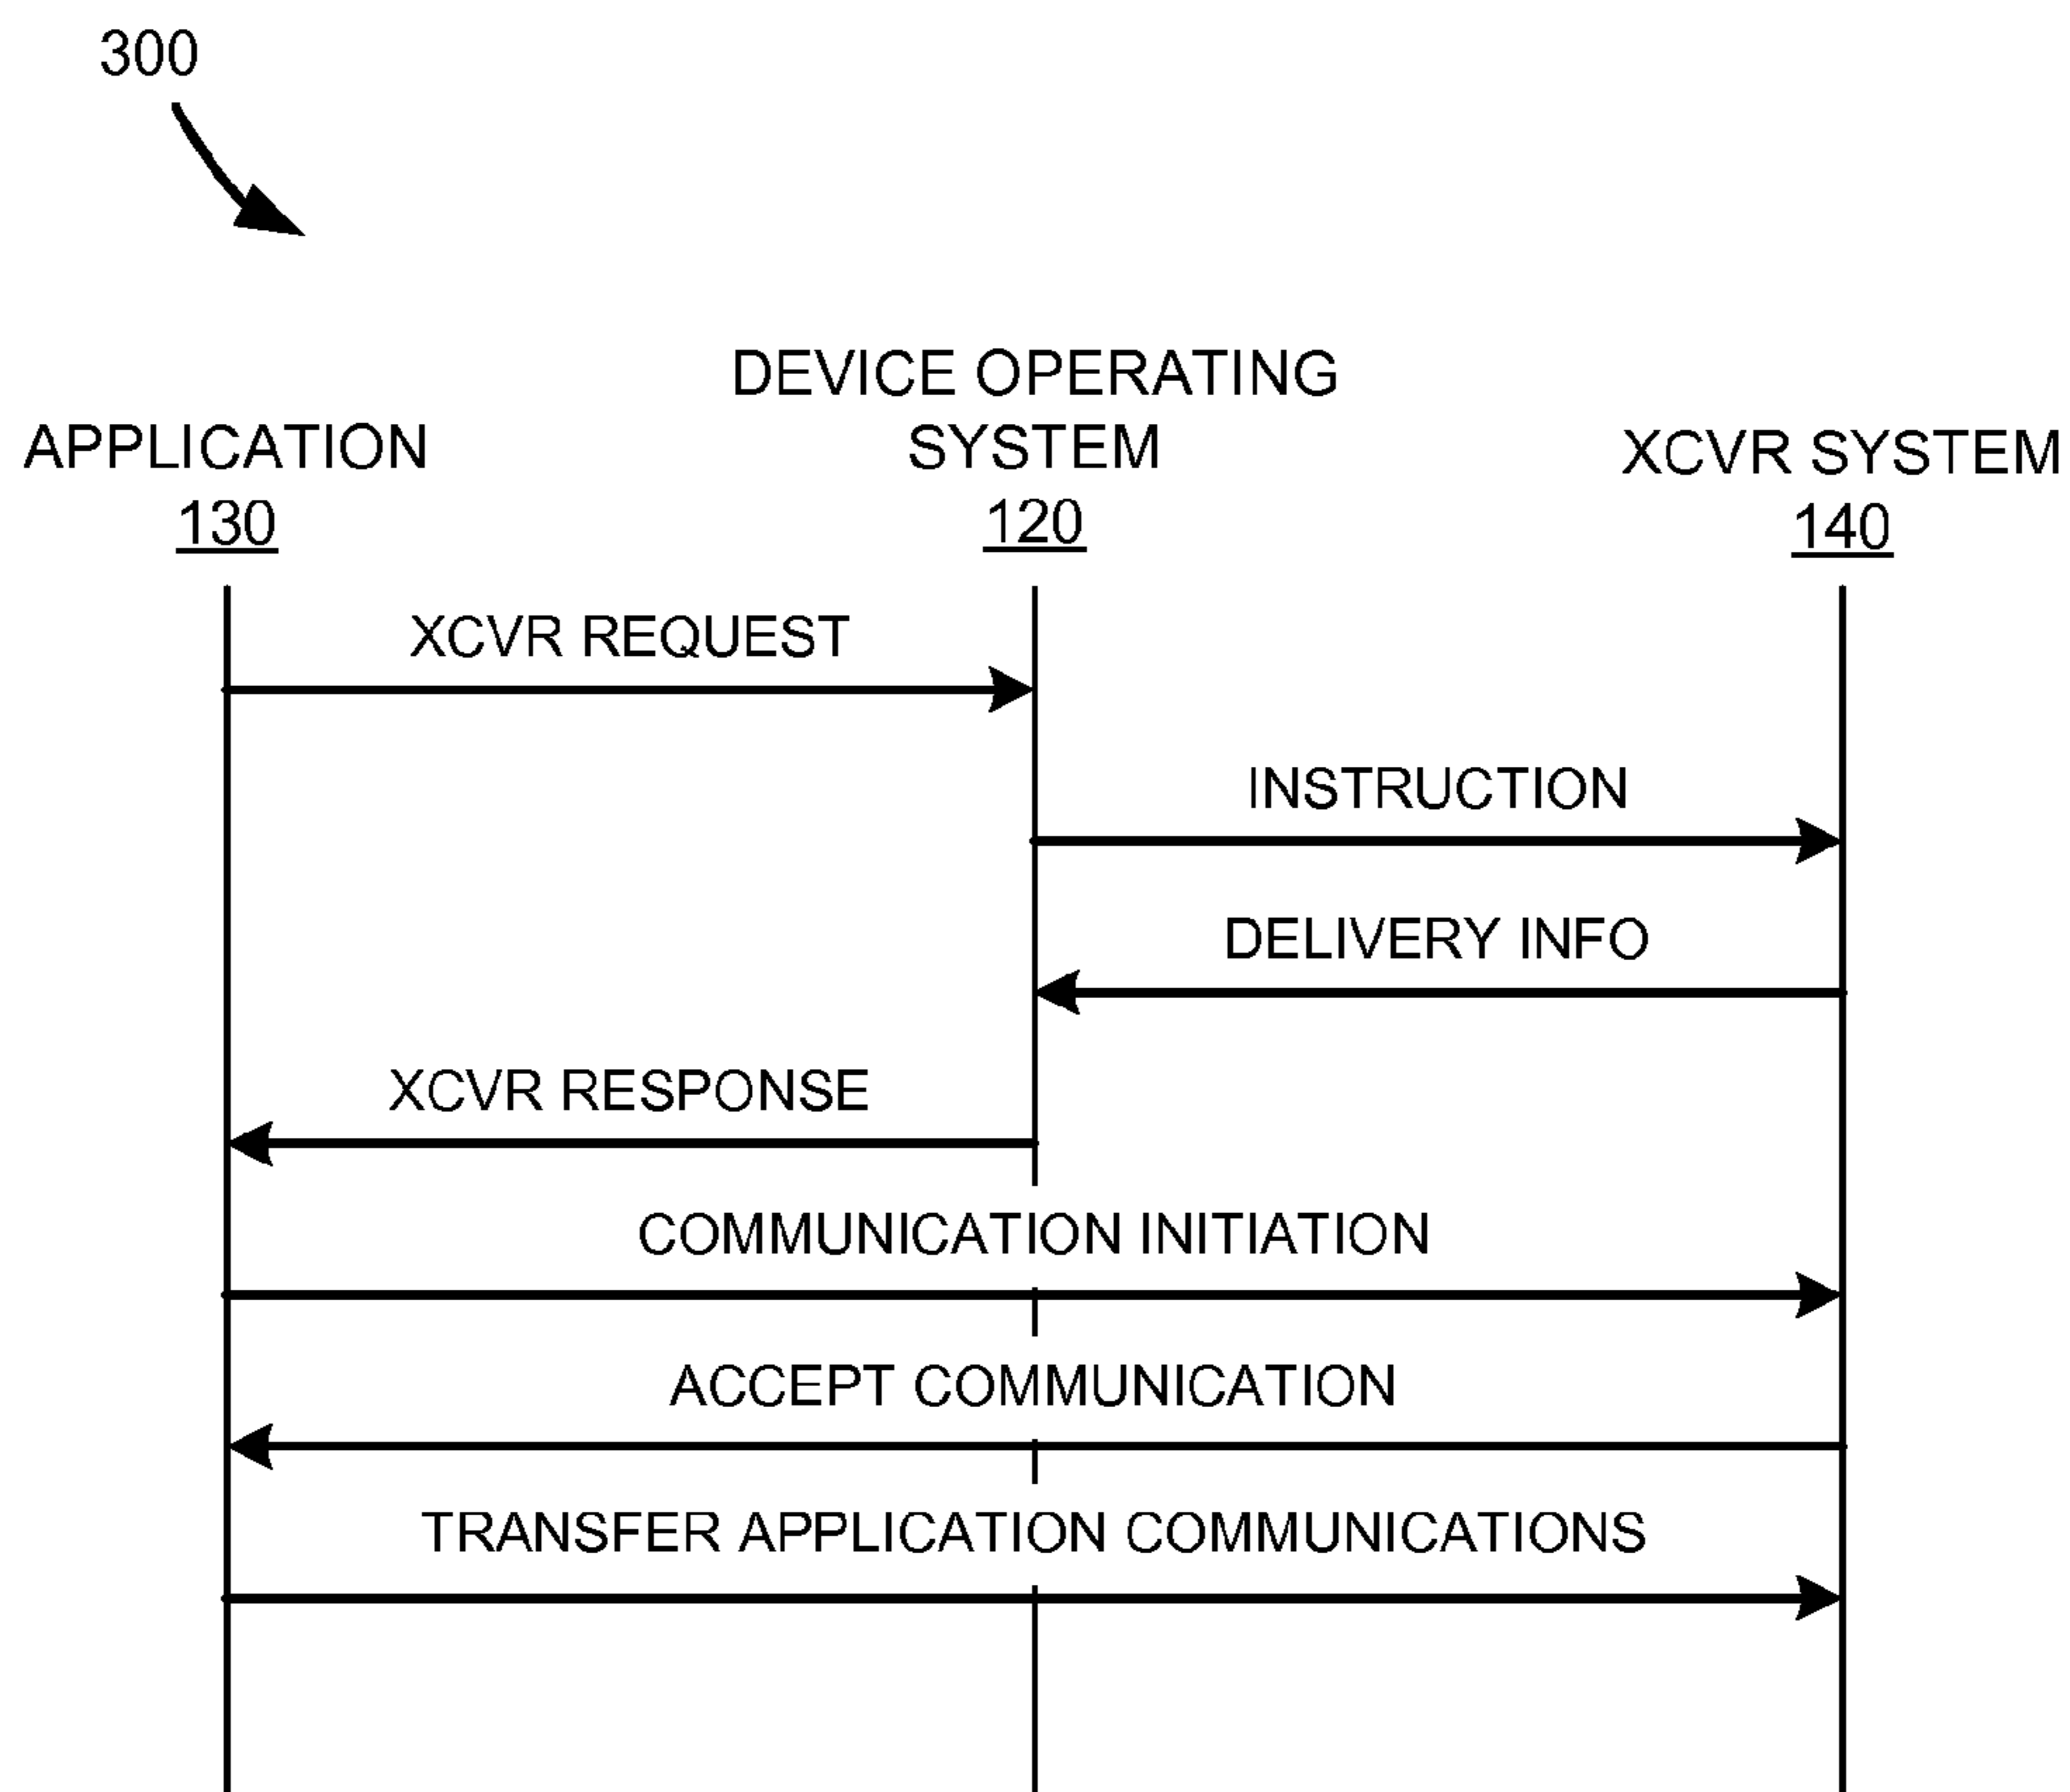 300
DEVICE OPERATING
SYSTEM
120
APPLICATION
130
XCVR SYSTEM
140
XCVR REQUEST
INSTRUCTION
DELIVERY INFO
XCVR RESPONSE
COMMUNICATION INITIATION
ACCEPT COMMUNICATION
TRANSFER APPLICATION COMMUNICATIONS